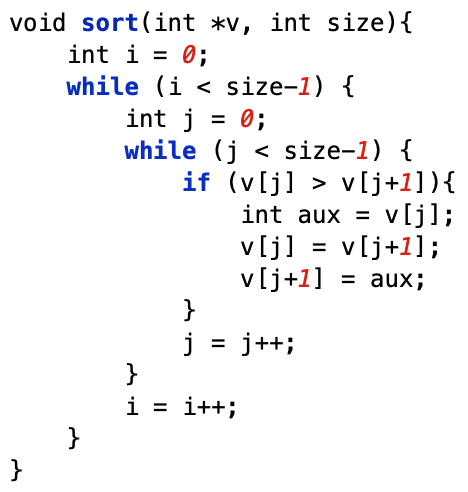 void sort(int *v, int size){
    int i = 0;
    while (i < size-1) {
        int j = 0;
        while (j < size-1) {
            if (v[j] > v[j+1]){
                int aux = v[j];
                v[j] = v[j+1];
                v[j+1] = aux;
            }
            j = j++;
        }
        i = i++;
    }
}